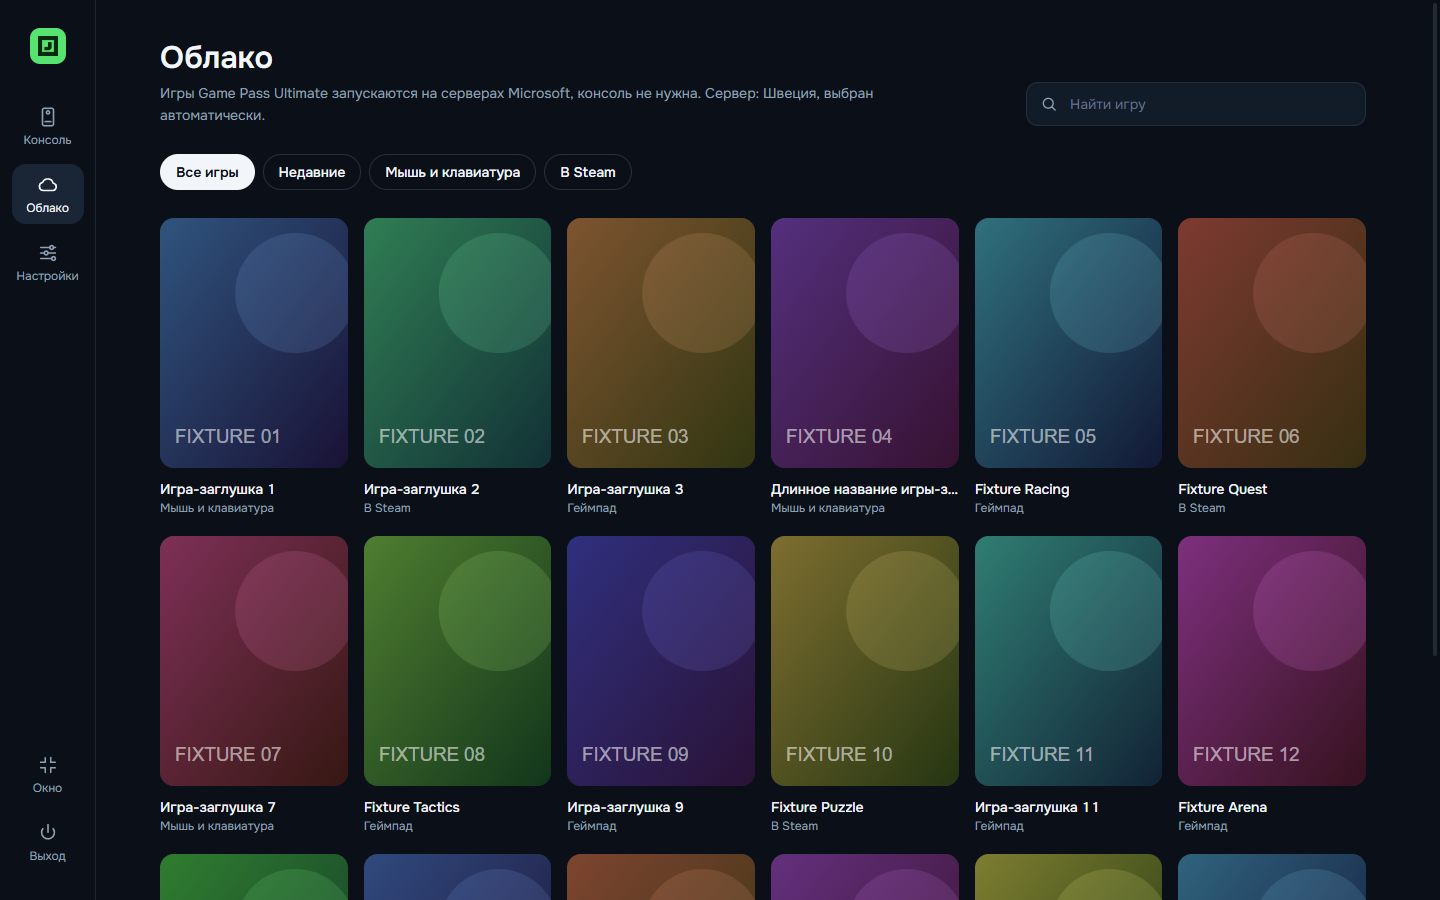 Облако
Игры Game Pass Ultimate запускаются на серверах Microsoft, консоль не нужна. Сервер: Швеция, выбран
автоматически.
Найти игру
Консоль
Облако
Настройки
Окно
Выход
Все игры
Недавние
Мышь и клавиатура
В Steam
FIXTURE 01
FIXTURE 02
FIXTURE 03
FIXTURE 04
FIXTURE 05
FIXTURE 06
Игра-заглушка 1
Мышь и клавиатура
Игра-заглушка 2
В Steam
Игра-заглушка 3
Геймпад
Длинное название игры-з...
Мышь и клавиатура
Fixture Racing
Геймпад
Fixture Quest
В Steam
FIXTURE 07
FIXTURE 08
FIXTURE 09
FIXTURE 10
FIXTURE 11
FIXTURE 12
Игра-заглушка 7
Мышь и клавиатура
Fixture Tactics
Геймпад
Игра-заглушка 9
Геймпад
Fixture Puzzle
В Steam
Игра-заглушка 11
Геймпад
Fixture Arena
Геймпад